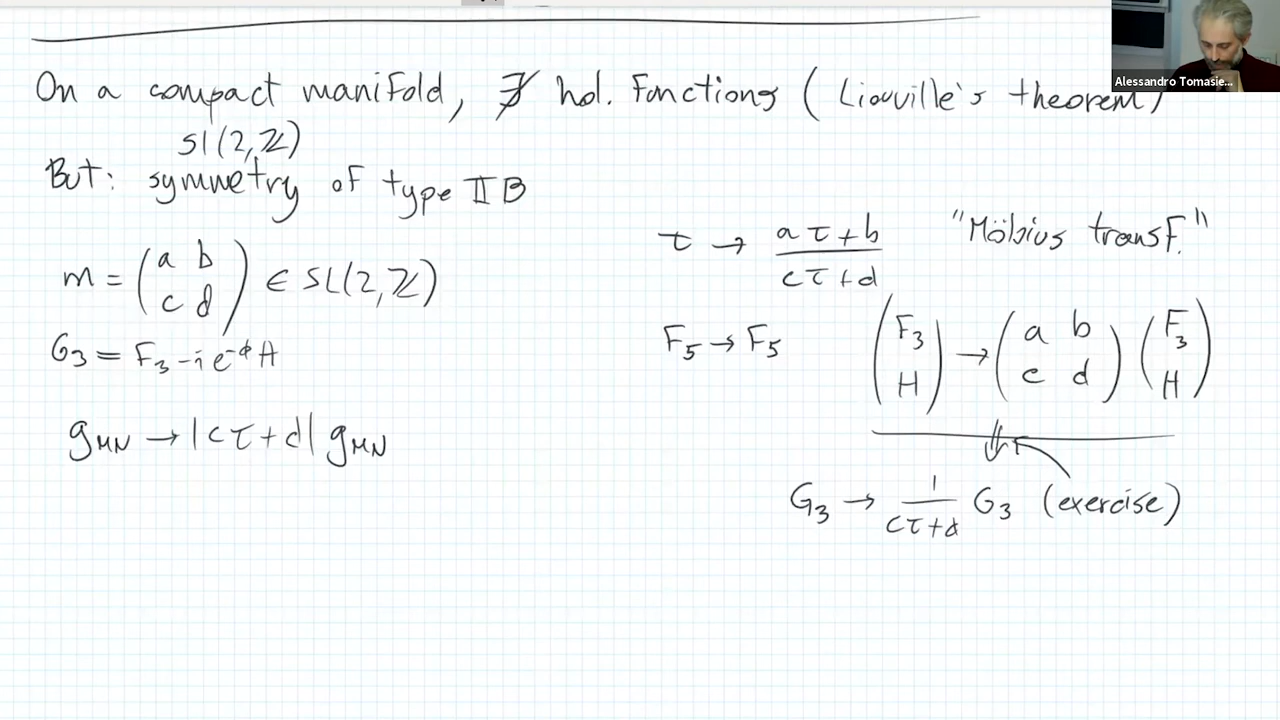 On a compact manifold, ∄ hol. Functions (Liouville's theorem)
Sl(2,ℤ)
But: symmetry of type IIB
τ → (aτ+b)/(cτ+d) "Möbius transf."
m = (a b; c d) ∈ SL(2,ℤ)
F₅ → F₅ (F₃; H) → (a b; c d) (F₃; H)
G₃ = F₃ - i e^{-ϕ} H
g_{MN} → |cτ+d| g_{MN}
⇓
G₃ → 1/(cτ+d) G₃ (exercise)
Alessandro Tomasie...